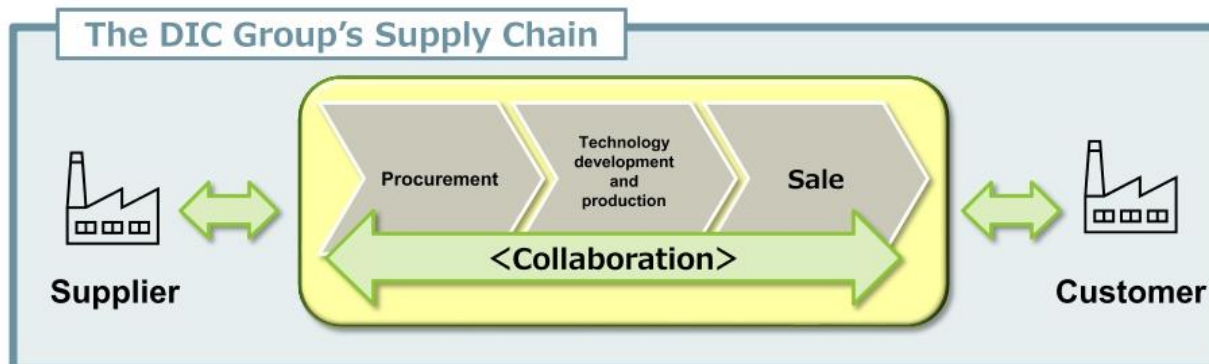 The DIC Group’s Supply Chain
Supplier
Procurement
Technology
development
and
production
Sale
<Collaboration>
Customer